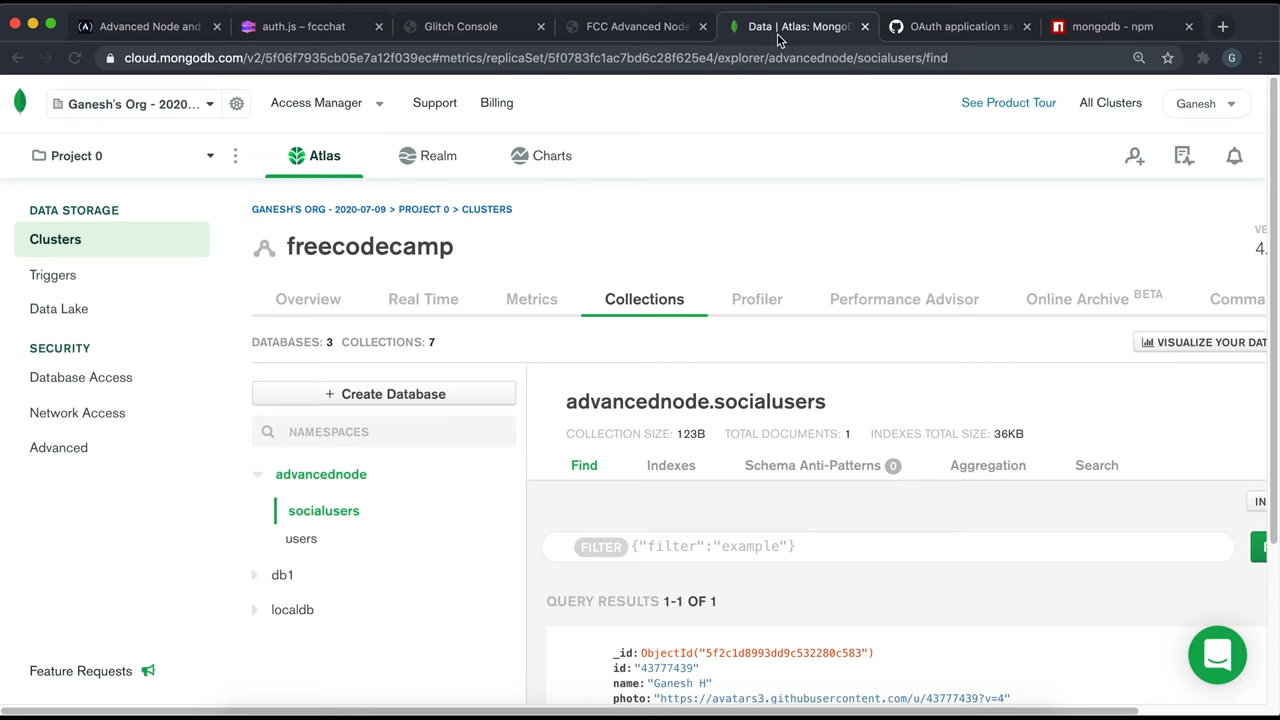 Advanced Node and
auth.js – fccchat
Glitch Console
FCC Advanced Node
Data | Atlas: MongoD
OAuth application se
mongodb - npm
cloud.mongodb.com/v2/5f06f7935cb05e7a12f039ec#metrics/replicaSet/5f0783fc1ac7bd6c28f625e4/explorer/advancednode/socialusers/find
G
Ganesh's Org - 2020...
Access Manager
Support
Billing
See Product Tour
All Clusters
Ganesh
Project 0
Atlas
Realm
Charts
DATA STORAGE
Clusters
Triggers
Data Lake
SECURITY
Database Access
Network Access
Advanced
Feature Requests
GANESH'S ORG - 2020-07-09 > PROJECT 0 > CLUSTERS
freecodecamp
VE
4.
Overview
Real Time
Metrics
Collections
Profiler
Performance Advisor
Online Archive BETA
Comma
DATABASES: 3 COLLECTIONS: 7
VISUALIZE YOUR DAT
+ Create Database
NAMESPACES
advancednode
socialusers
users
db1
localdb
advancednode.socialusers
COLLECTION SIZE: 123B TOTAL DOCUMENTS: 1 INDEXES TOTAL SIZE: 36KB
Find
Indexes
Schema Anti-Patterns 0
Aggregation
Search
IN
FILTER {"filter":"example"}
F
QUERY RESULTS 1-1 OF 1
_id: ObjectId("5f2c1d8993dd9c532280c583")
id: "43777439"
name: "Ganesh H"
photo: "https://avatars3.githubusercontent.com/u/43777439?v=4"